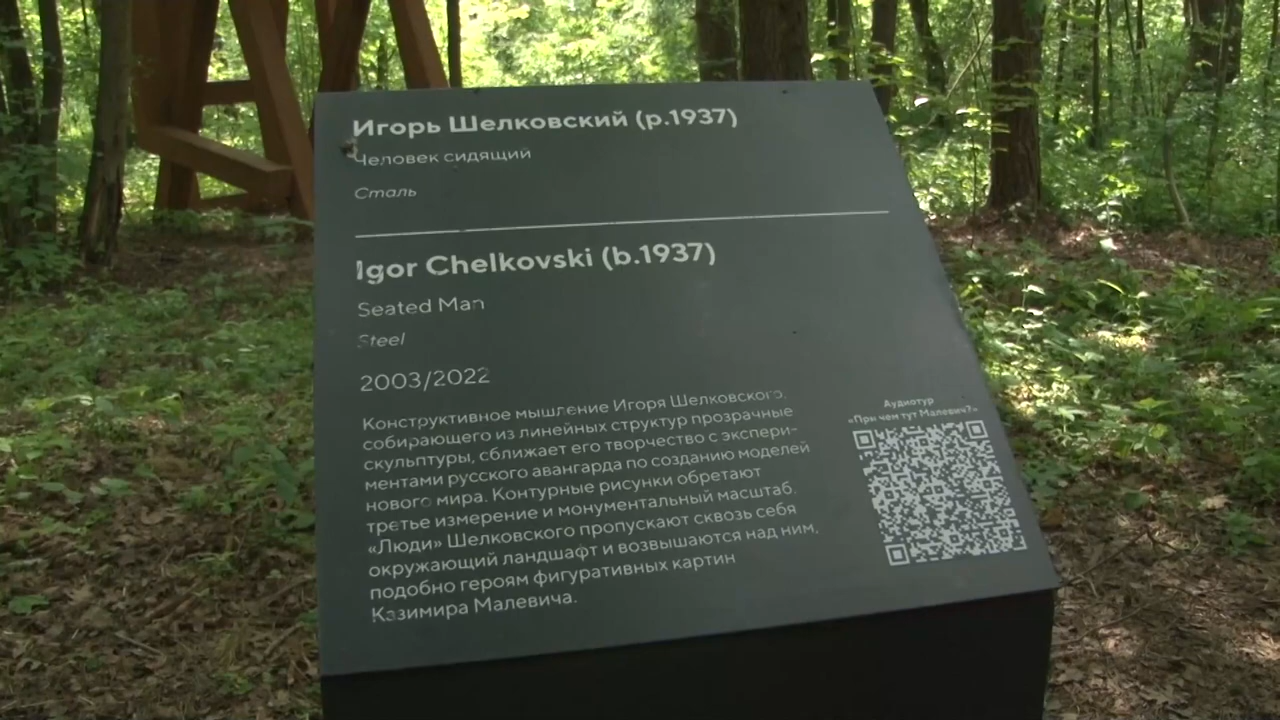 Игорь Шелковский (р.1937)
Человек сидящий
Сталь
Igor Chelkovski (b.1937)
Seated Man
Steel
2003/2022
Конструктивное мышление Игоря Шелковского,
собирающего из линейных структур прозрачные
скульптуры, сближает его творчество с экспери-
ментами русского авангарда по созданию моделей
нового мира. Контурные рисунки обретают
третье измерение и монументальный масштаб.
«Люди» Шелковского пропускают сквозь себя
окружающий ландшафт и возвышаются над ним,
подобно героям фигуративных картин
Казимира Малевича.
Аудиотур
«При чем тут Малевич?»